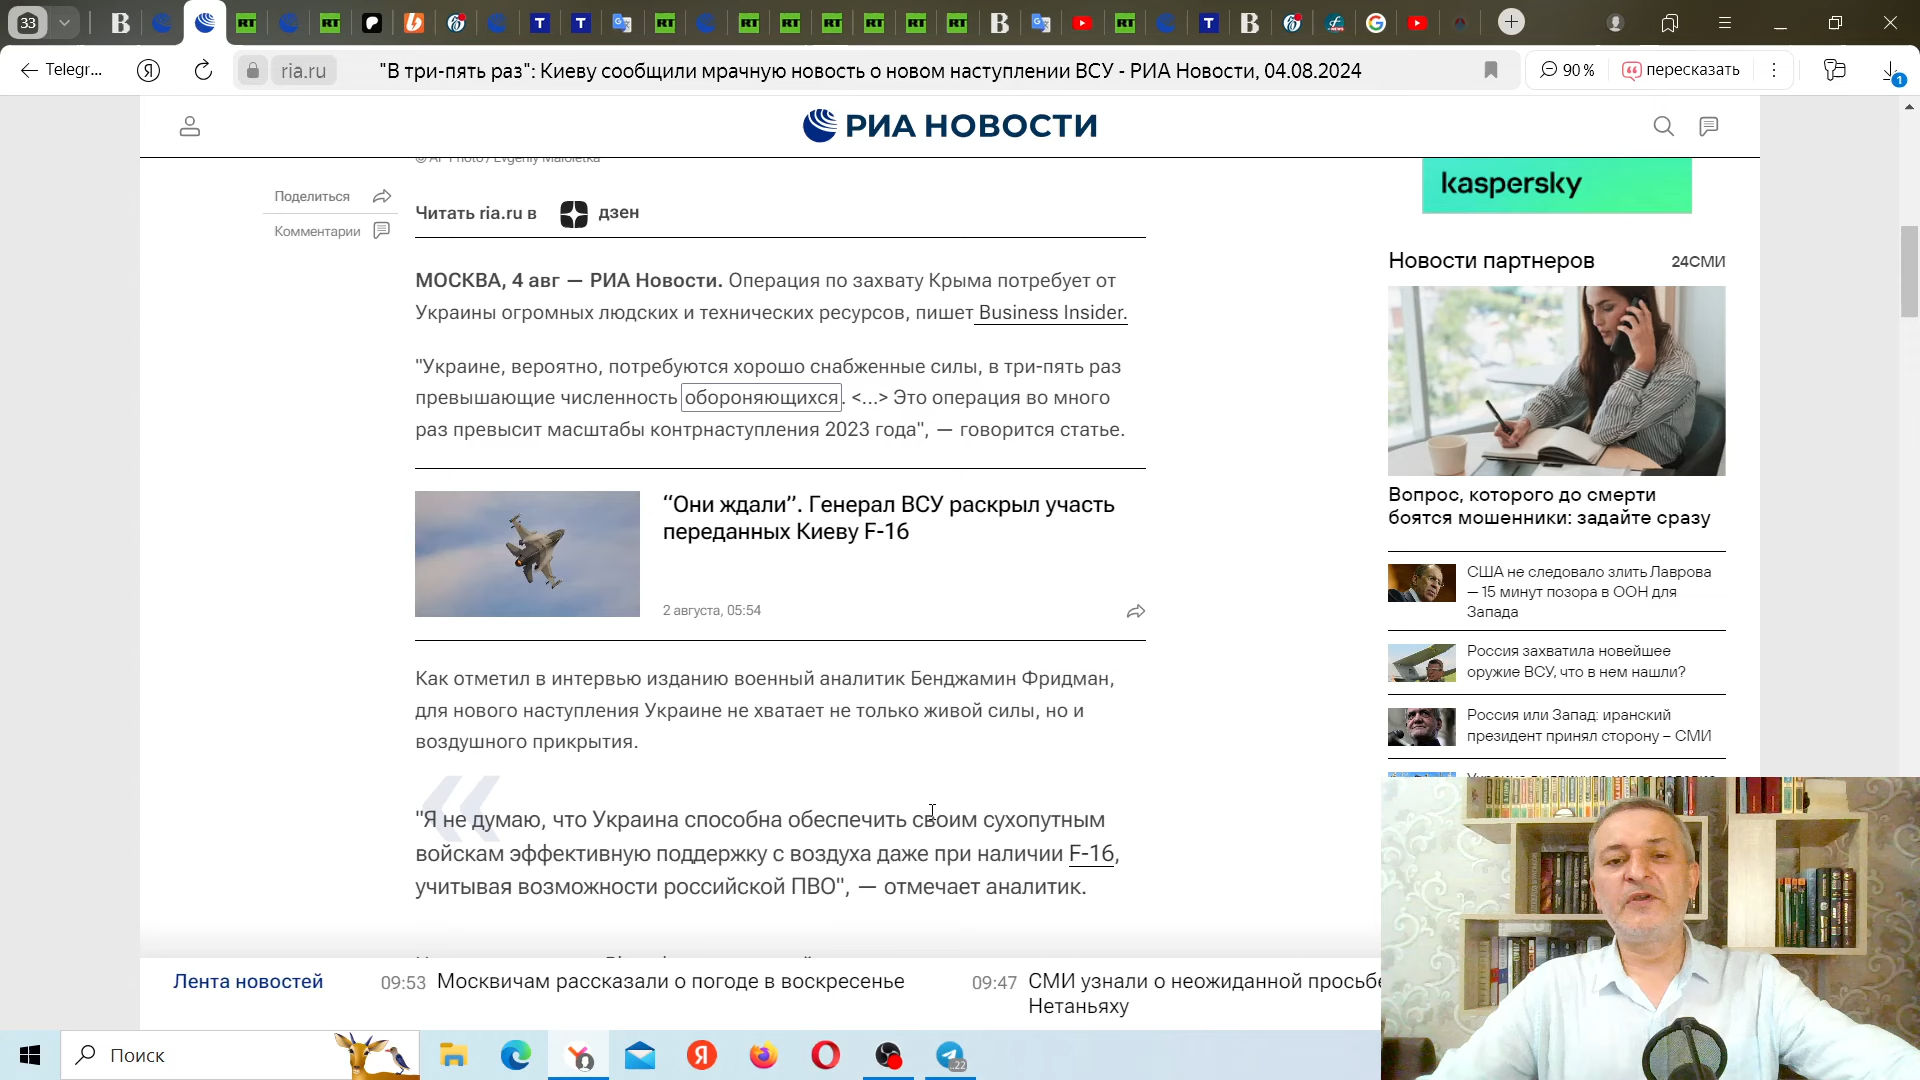 33
Telegr...
ria.ru
"В три-пять раз": Киеву сообщили мрачную новость о новом наступлении ВСУ - РИА Новости, 04.08.2024
90 %
пересказать
1
РИА НОВОСТИ
© AP Photo / Evgeniy Maloletka
Поделиться
Комментарии
Читать ria.ru в дзен
МОСКВА, 4 авг — РИА Новости. Операция по захвату Крыма потребует от
Украины огромных людских и технических ресурсов, пишет Business Insider.
"Украине, вероятно, потребуются хорошо снабженные силы, в три-пять раз
превышающие численность обороняющихся. <...> Это операция во много
раз превысит масштабы контрнаступления 2023 года", — говорится статье.
“Они ждали”. Генерал ВСУ раскрыл участь
переданных Киеву F-16
2 августа, 05:54
Как отметил в интервью изданию военный аналитик Бенджамин Фридман,
для нового наступления Украине не хватает не только живой силы, но и
воздушного прикрытия.
"Я не думаю, что Украина способна обеспечить своим сухопутным
войскам эффективную поддержку с воздуха даже при наличии F-16,
учитывая возможности российской ПВО", — отмечает аналитик.
kaspersky
Новости партнеров
24СМИ
Вопрос, которого до смерти
боятся мошенники: задайте сразу
США не следовало злить Лаврова
– 15 минут позора в ООН для
Запада
Россия захватила новейшее
оружие ВСУ, что в нем нашли?
Россия или Запад: иранский
президент принял сторону – СМИ
Лента новостей
09:53 Москвичам рассказали о погоде в воскресенье
09:47 СМИ узнали о неожиданной просьбе
Нетаньяху
Поиск
22